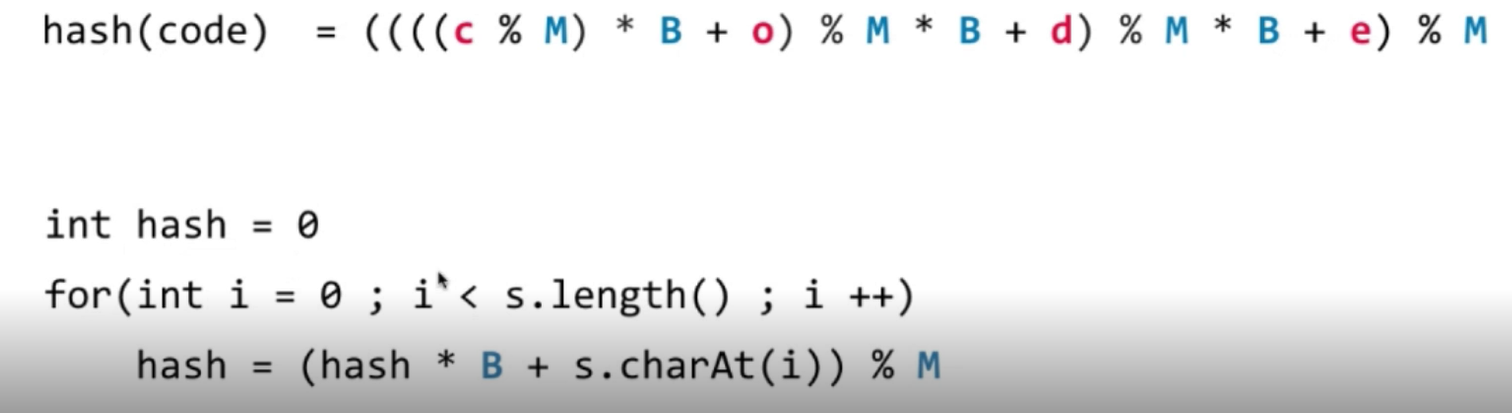 hash(code) = ((((c % M) * B + o) % M * B + d) % M * B + e) % M
int hash = 0
for(int i = 0 ; i < s.length() ; i ++)
hash = (hash * B + s.charAt(i)) % M